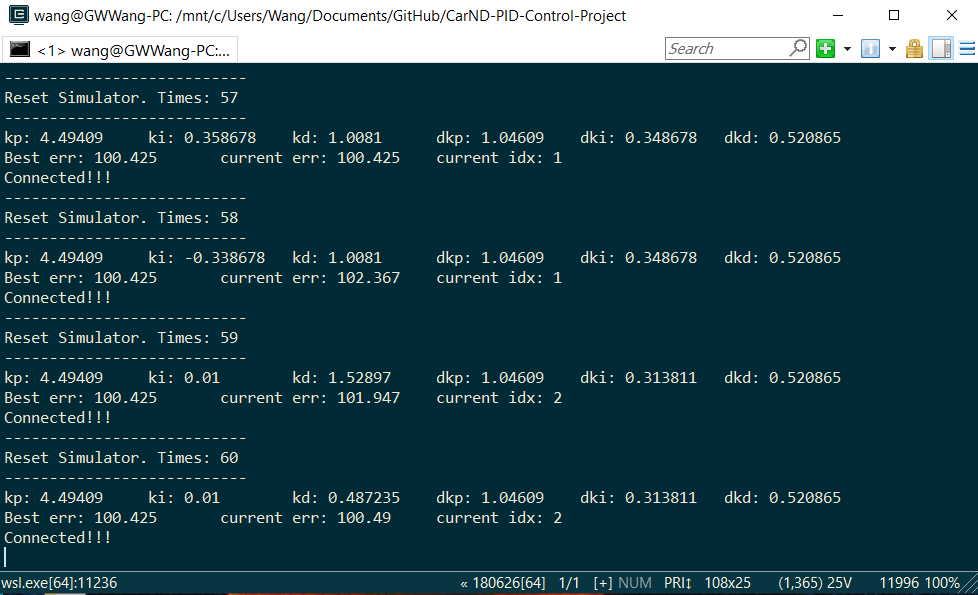 wang@GWWang-PC: /mnt/c/Users/Wang/Documents/GitHub/CarND-PID-Control-Project
<1> wang@GWWang-PC:... Search 1
---------------------------
Reset Simulator. Times: 57
---------------------------
kp: 4.49409 ki: 0.358678 kd: 1.0081 dkp: 1.04609 dki: 0.348678 dkd: 0.520865
Best err: 100.425 current err: 100.425 current idx: 1
Connected!!!
---------------------------
Reset Simulator. Times: 58
---------------------------
kp: 4.49409 ki: -0.338678 kd: 1.0081 dkp: 1.04609 dki: 0.348678 dkd: 0.520865
Best err: 100.425 current err: 102.367 current idx: 1
Connected!!!
---------------------------
Reset Simulator. Times: 59
---------------------------
kp: 4.49409 ki: 0.01 kd: 1.52897 dkp: 1.04609 dki: 0.313811 dkd: 0.520865
Best err: 100.425 current err: 101.947 current idx: 2
Connected!!!
---------------------------
Reset Simulator. Times: 60
---------------------------
kp: 4.49409 ki: 0.01 kd: 0.487235 dkp: 1.04609 dki: 0.313811 dkd: 0.520865
Best err: 100.425 current err: 100.49 current idx: 2
Connected!!!
wsl.exe[64]:11236 « 180626[64] 1/1 [+] NUM PRI↕ 108x25 (1,365) 25V 11996 100%